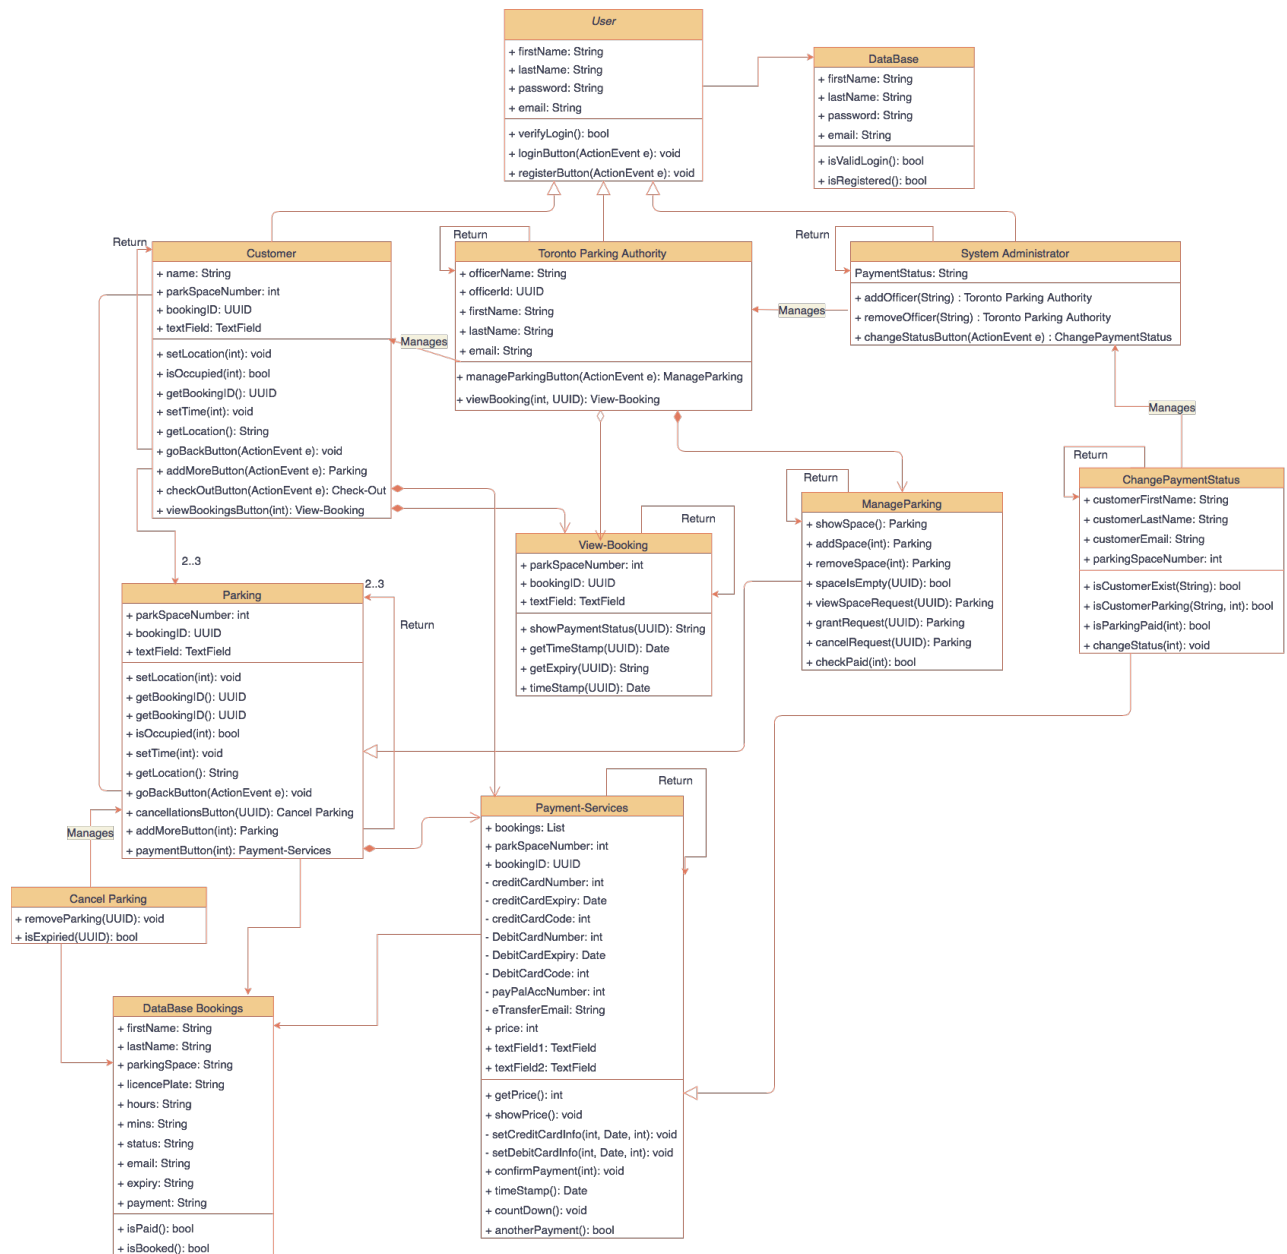 User
+ firstName: String
+ lastName: String
+ password: String
+ email: String
+ verifyLogin(): bool
+ loginButton(ActionEvent e): void
+ registerButton(ActionEvent e): void
DataBase
+ firstName: String
+ lastName: String
+ password: String
+ email: String
+ isValidLogin(): bool
+ isRegistered(): bool
Return
Customer
+ name: String
+ parkSpaceNumber: int
+ bookingID: UUID
+ textField: TextField
+ setLocation(int): void
+ isOccupied(int): bool
+ getBookingID(): UUID
+ setTime(int): void
+ getLocation(): String
+ goBackButton(ActionEvent e): void
+ addMoreButton(ActionEvent e): Parking
+ checkOutButton(ActionEvent e): Check-Out
+ viewBookingsButton(int): View-Booking
Manages
Return
Toronto Parking Authority
+ officerName: String
+ officerId: UUID
+ firstName: String
+ lastName: String
+ email: String
+ manageParkingButton(ActionEvent e): ManageParking
+ viewBooking(int, UUID): View-Booking
Manages
Return
System Administrator
PaymentStatus: String
+ addOfficer(String) : Toronto Parking Authority
+ removeOfficer(String) : Toronto Parking Authority
+ changeStatusButton(ActionEvent e) : ChangePaymentStatus
Manages
Return
ChangePaymentStatus
+ customerFirstName: String
+ customerLastName: String
+ customerEmail: String
+ parkingSpaceNumber: int
+ isCustomerExist(String): bool
+ isCustomerParking(String, int): bool
+ isParkingPaid(int): bool
+ changeStatus(int): void
Return
ManageParking
+ showSpace(): Parking
+ addSpace(int): Parking
+ removeSpace(int): Parking
+ spaceIsEmpty(UUID): bool
+ viewSpaceRequest(UUID): Parking
+ grantRequest(UUID): Parking
+ cancelRequest(UUID): Parking
+ checkPaid(int): bool
Return
View-Booking
+ parkSpaceNumber: int
+ bookingID: UUID
+ textField: TextField
+ showPaymentStatus(UUID): String
+ getTimeStamp(UUID): Date
+ getExpiry(UUID): String
+ timeStamp(UUID): Date
2..3
2..3
Return
Parking
+ parkSpaceNumber: int
+ bookingID: UUID
+ textField: TextField
+ setLocation(int): void
+ getBookingID(): UUID
+ getBookingID(): UUID
+ isOccupied(int): bool
+ setTime(int): void
+ getLocation(): String
+ goBackButton(ActionEvent e): void
+ cancellationsButton(UUID): Cancel Parking
+ addMoreButton(int): Parking
+ paymentButton(int): Payment-Services
Manages
Cancel Parking
+ removeParking(UUID): void
+ isExpiried(UUID): bool
Return
Payment-Services
+ bookings: List
+ parkSpaceNumber: int
+ bookingID: UUID
- creditCardNumber: int
- creditCardExpiry: Date
- creditCardCode: int
- DebitCardNumber: int
- DebitCardExpiry: Date
- DebitCardCode: int
- payPalAccNumber: int
- eTransferEmail: String
+ price: int
+ textField1: TextField
+ textField2: TextField
+ getPrice(): int
+ showPrice(): void
- setCreditCardInfo(int, Date, int): void
- setDebitCardInfo(int, Date, int): void
+ confirmPayment(int): void
+ timeStamp(): Date
+ countDown(): void
+ anotherPayment(): bool
DataBase Bookings
+ firstName: String
+ lastName: String
+ parkingSpace: String
+ licencePlate: String
+ hours: String
+ mins: String
+ status: String
+ email: String
+ expiry: String
+ payment: String
+ isPaid(): bool
+ isBooked(): bool